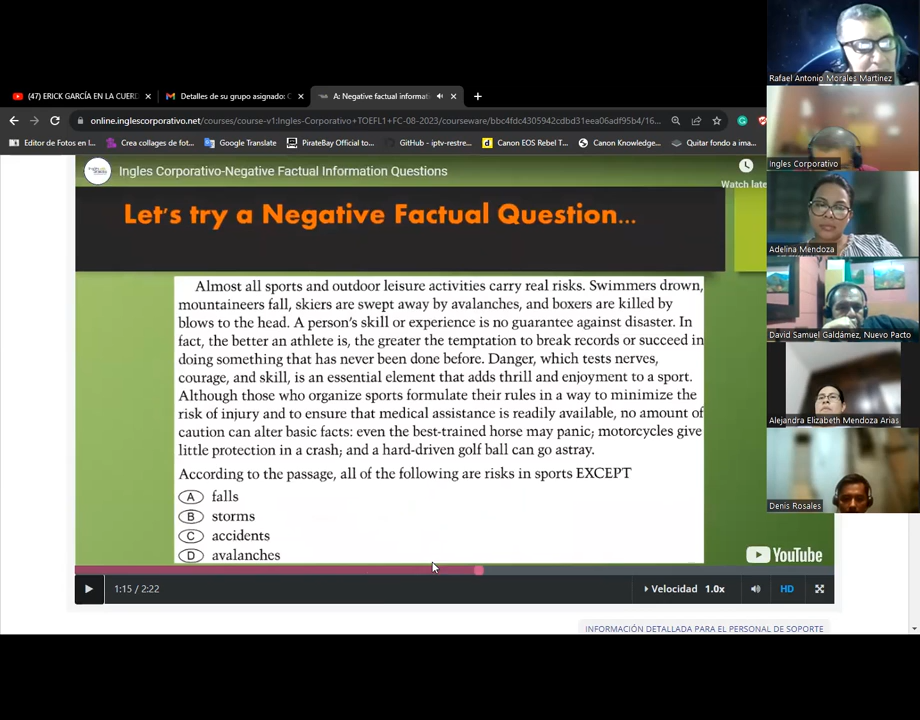 (47) ERICK GARCÍA EN LA CUERD
Detalles de su grupo asignado: C
A: Negative factual informat
online.inglescorporativo.net/courses/course-v1:Ingles-Corporativo+TOEFL1+FC-08-2023/courseware/bbc4fdc4305942cdbd31eea06adf95b4/16...
Editor de Fotos en l...
Crea collages de fot...
Google Translate
PirateBay Official to...
GitHub - iptv-restre...
Canon EOS Rebel T...
Canon Knowledge...
Quitar fondo a ima...
Ingles Corporativo-Negative Factual Information Questions
Watch late
Let's try a Negative Factual Question...
Almost all sports and outdoor leisure activities carry real risks. Swimmers drown,
mountaineers fall, skiers are swept away by avalanches, and boxers are killed by
blows to the head. A person's skill or experience is no guarantee against disaster. In
fact, the better an athlete is, the greater the temptation to break records or succeed in
doing something that has never been done before. Danger, which tests nerves,
courage, and skill, is an essential element that adds thrill and enjoyment to a sport.
Although those who organize sports formulate their rules in a way to minimize the
risk of injury and to ensure that medical assistance is readily available, no amount of
caution can alter basic facts: even the best-trained horse may panic; motorcycles give
little protection in a crash; and a hard-driven golf ball can go astray.
According to the passage, all of the following are risks in sports EXCEPT
A falls
B storms
C accidents
D avalanches
YouTube
1:15 / 2:22
Velocidad 1.0x
HD
INFORMACIÓN DETALLADA PARA EL PERSONAL DE SOPORTE
Rafael Antonio Morales Martinez
Ingles Corporativo
Adelina Mendoza
David Samuel Galdámez, Nuevo Pacto
Alejandra Elizabeth Mendoza Arias
Denis Rosales